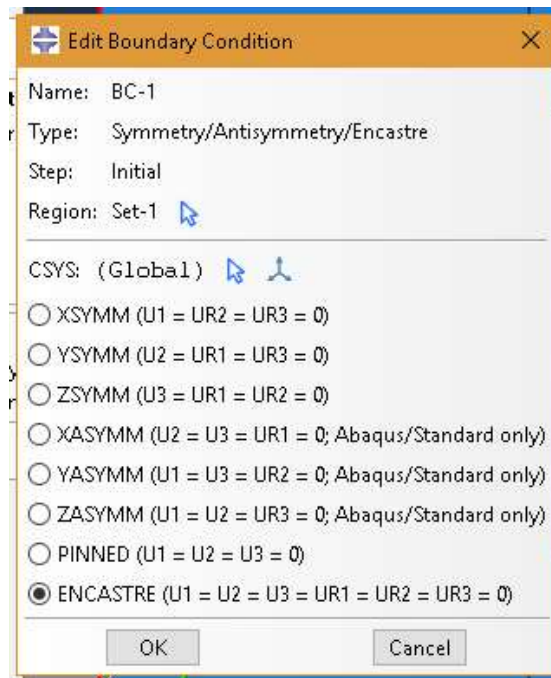 Edit Boundary Condition
Name: BC-1
Type: Symmetry/Antisymmetry/Encastre
Step: Initial
Region: Set-1
CSYS: (Global)
XSYMM (U1 = UR2 = UR3 = 0)
YSYMM (U2 = UR1 = UR3 = 0)
ZSYMM (U3 = UR1 = UR2 = 0)
XASYMM (U2 = U3 = UR1 = 0; Abaqus/Standard only)
YASYMM (U1 = U3 = UR2 = 0; Abaqus/Standard only)
ZASYMM (U1 = U2 = UR3 = 0; Abaqus/Standard only)
PINNED (U1 = U2 = U3 = 0)
ENCASTRE (U1 = U2 = U3 = UR1 = UR2 = UR3 = 0)
OK Cancel